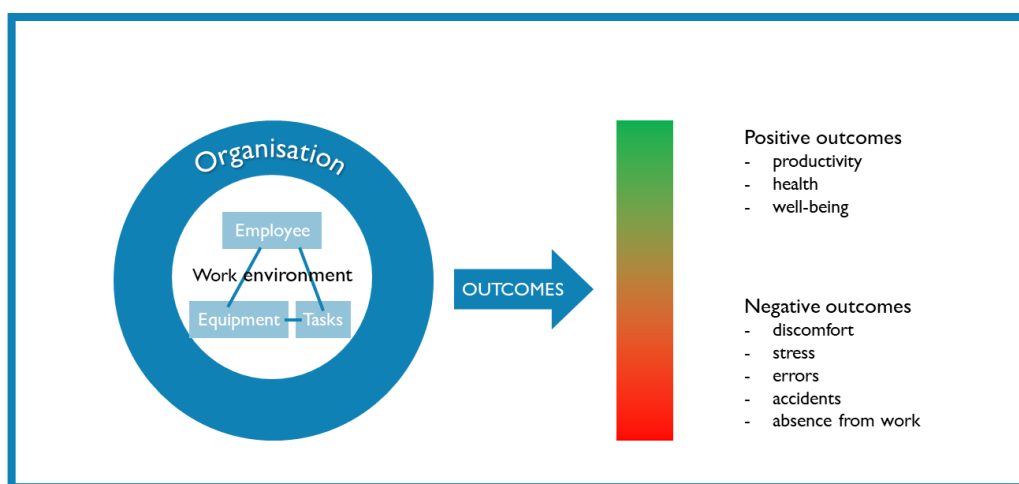 Organisation
Employee
Work environment
Equipment
Tasks
OUTCOMES
Positive outcomes
- productivity
- health
- well-being
Negative outcomes
- discomfort
- stress
- errors
- accidents
- absence from work